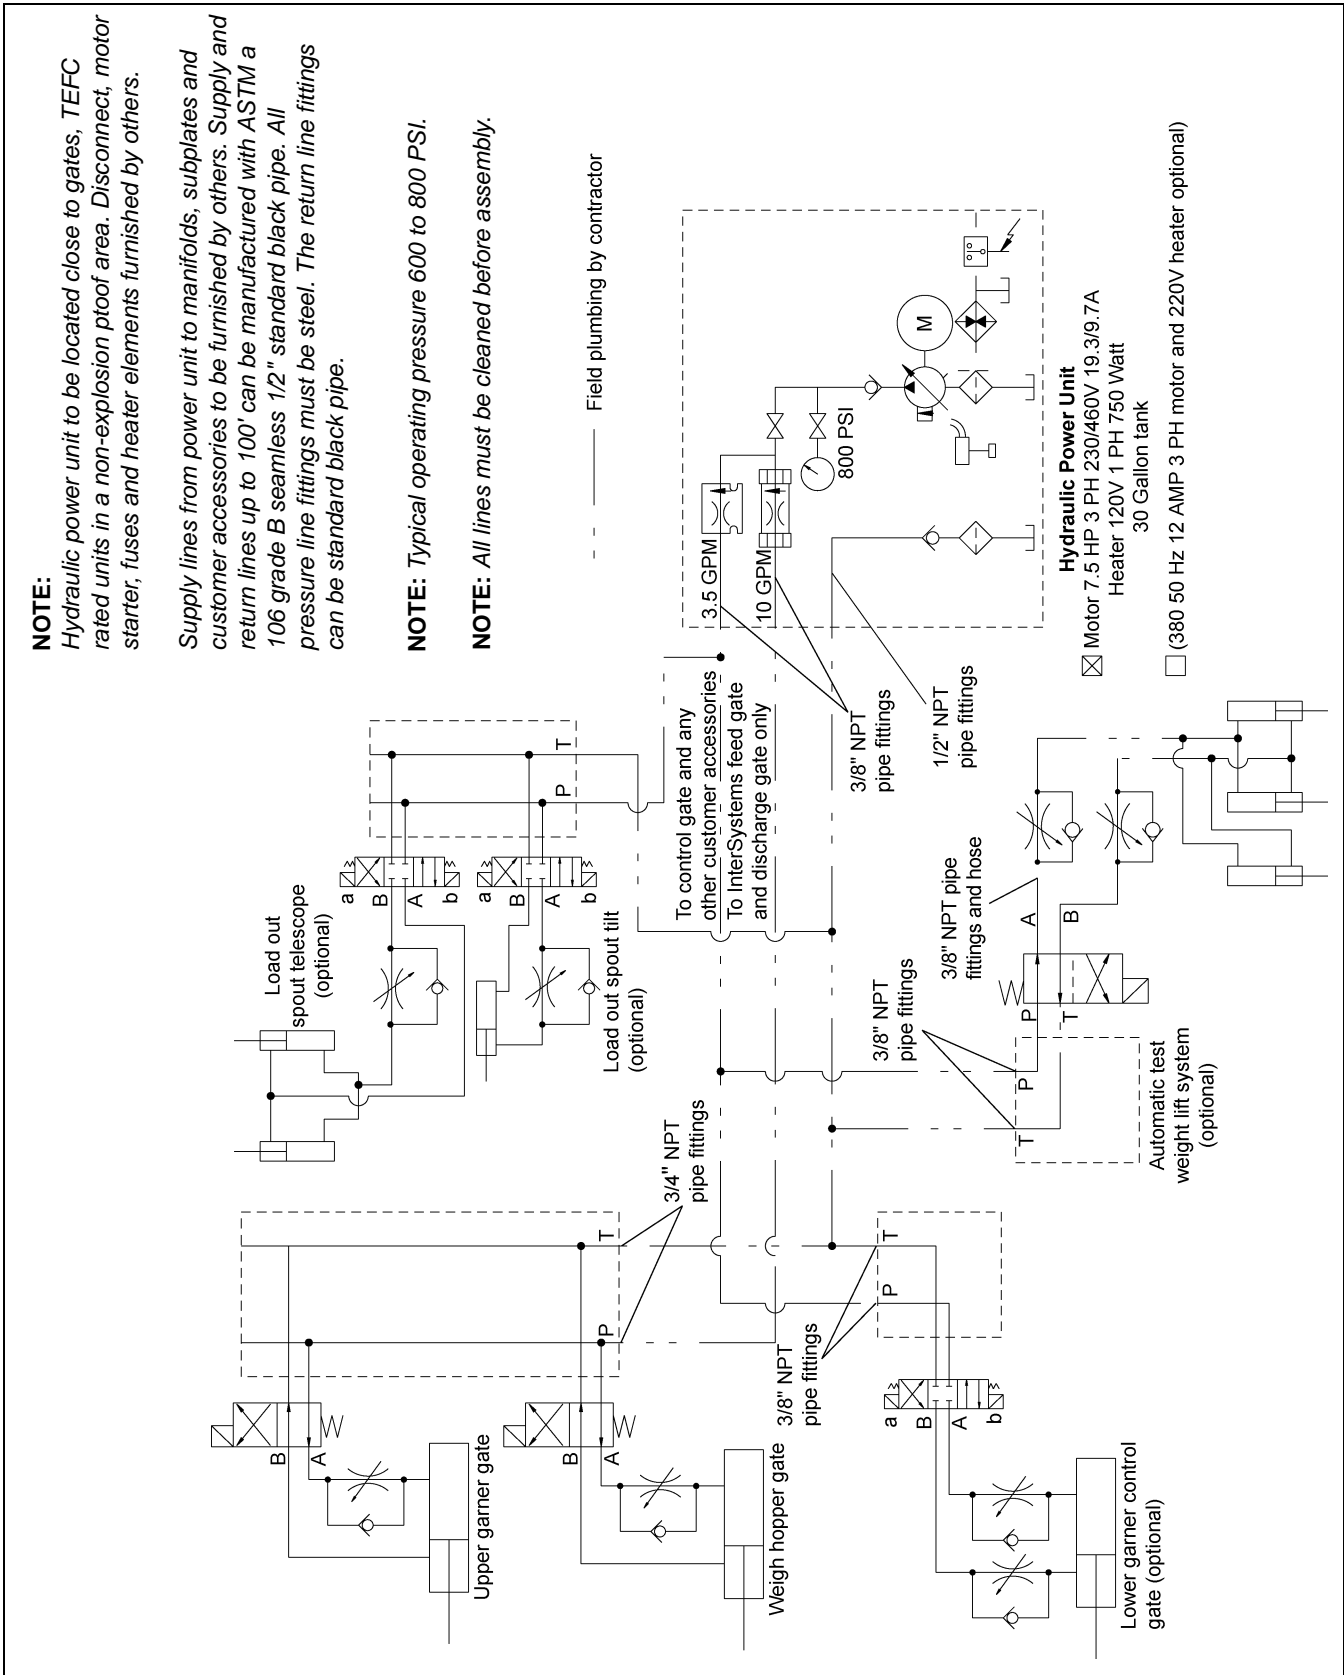 NOTE:
Hydraulic power unit to be located close to gates, TEFC
rated units in a non-explosion ptoof area. Disconnect, motor
starter, fuses and heater elements furnished by others.
Supply lines from power unit to manifolds, subplates and
customer accessories to be furnished by others. Supply and
return lines up to 100' can be manufactured with ASTM a
106 grade B seamless 1/2" standard black pipe. All
pressure line fittings must be steel. The return line fittings
can be standard black pipe.
NOTE: Typical operating pressure 600 to 800 PSI.
NOTE: All lines must be cleaned before assembly.
Field plumbing by contractor
Load out
spout telescope
(optional)
a
B
A
b
a
B
A
b
P
T
Load out spout tilt
(optional)
To control gate and any
other customer accessories
To InterSystems feed gate
and discharge gate only
3.5 GPM
10 GPM
800 PSI
M
3/8" NPT
pipe fittings
1/2" NPT
pipe fittings
Hydraulic Power Unit
Motor 7.5 HP 3 PH 230/460V 19.3/9.7A
Heater 120V 1 PH 750 Watt
30 Gallon tank
(380 50 Hz 12 AMP 3 PH motor and 220V heater optional)
3/4" NPT
pipe fittings
T
P
B
A
Upper garner gate
B
A
Weigh hopper gate
3/8" NPT
pipe fittings
T
P
a
B
A
b
Lower garner control
gate (optional)
3/8" NPT
pipe fittings
T
P
Automatic test
weight lift system
(optional)
P
T
A
B
3/8" NPT pipe
fittings and hose